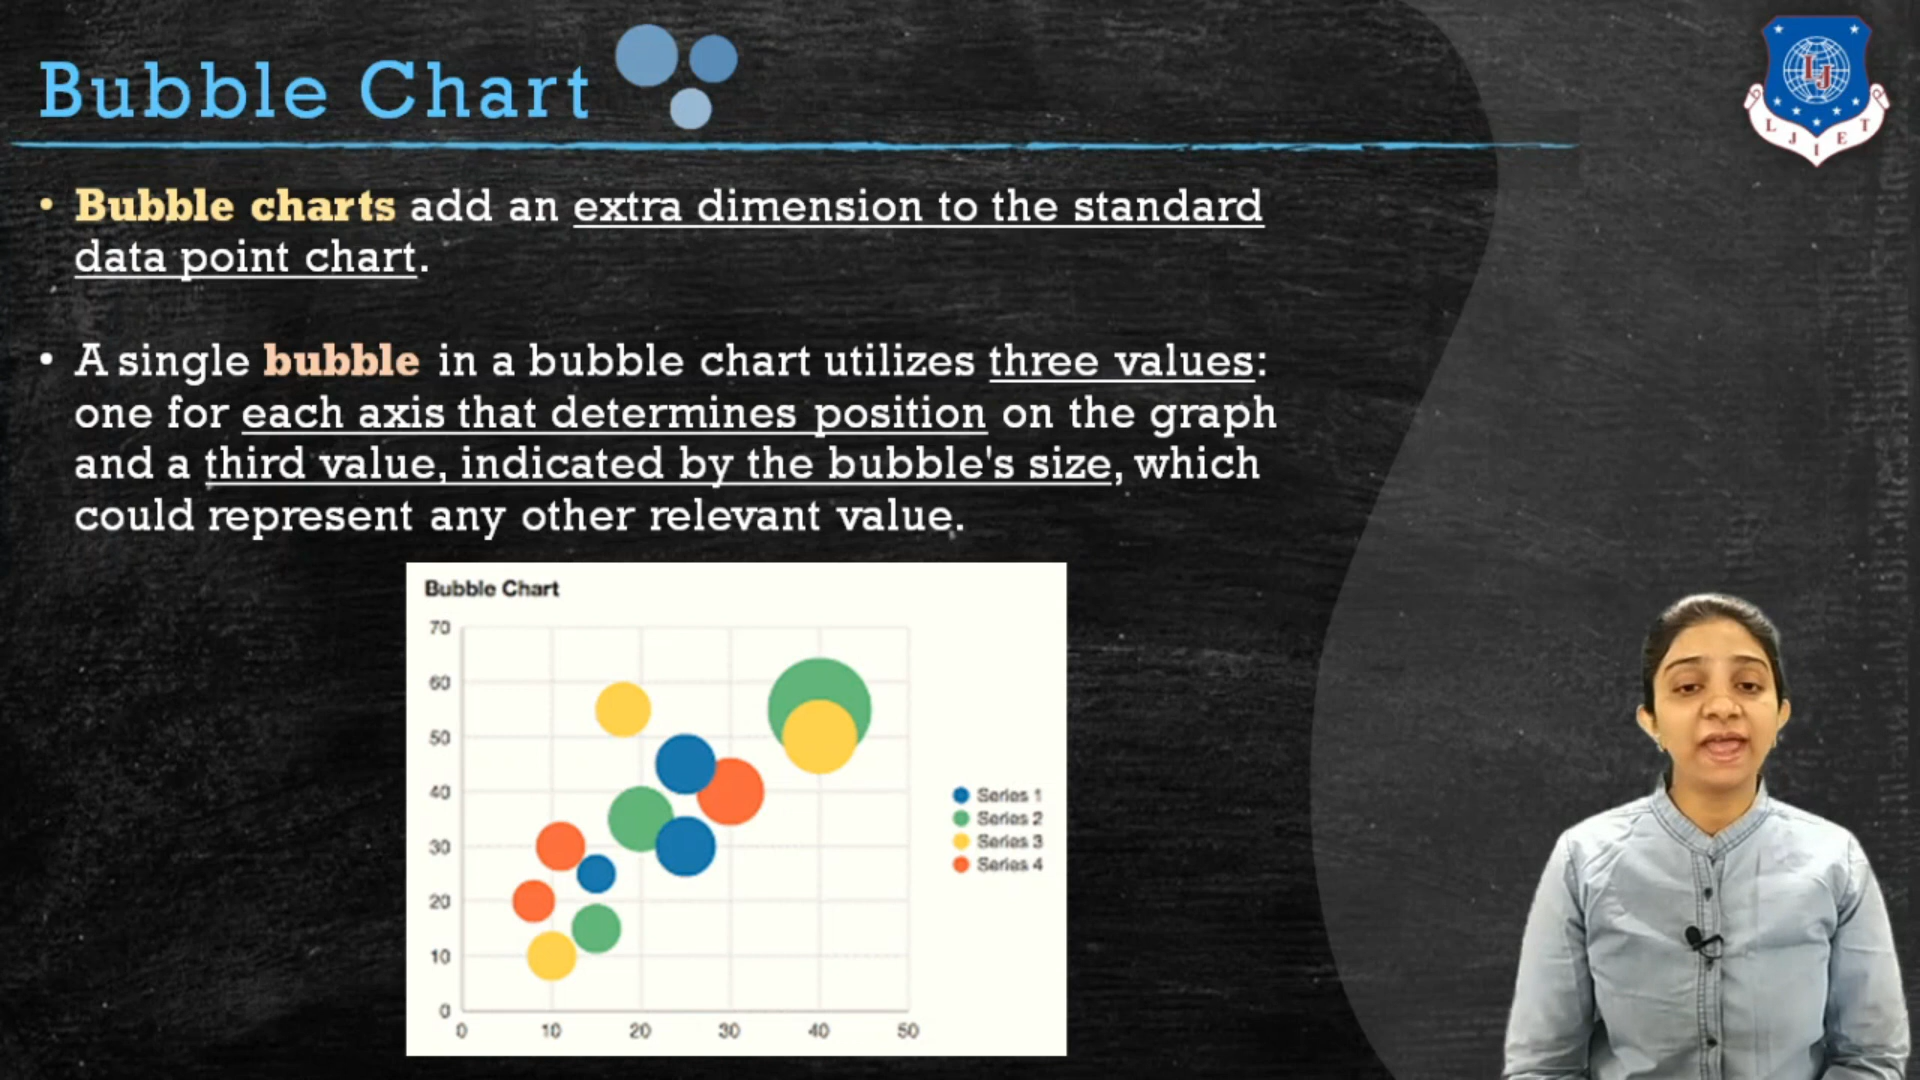 Bubble Chart
L J I E T
• Bubble charts add an extra dimension to the standard
data point chart.
• A single bubble in a bubble chart utilizes three values:
one for each axis that determines position on the graph
and a third value, indicated by the bubble's size, which
could represent any other relevant value.
Bubble Chart
70
60
50
40
30
20
10
0
0 10 20 30 40 50
Series 1
Series 2
Series 3
Series 4